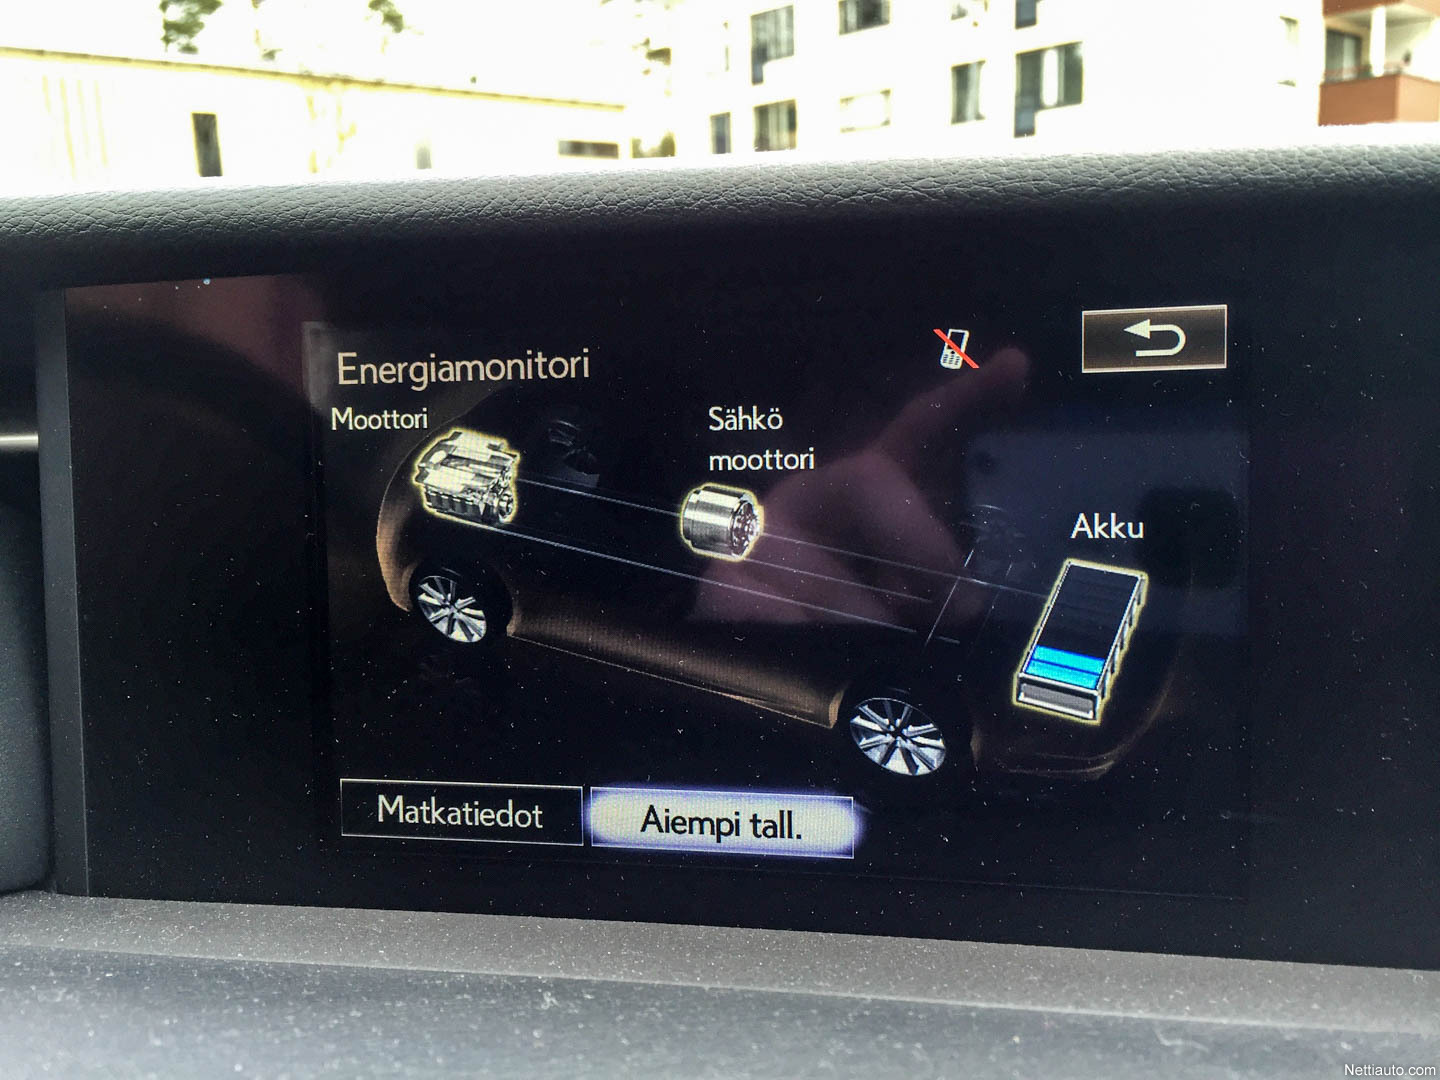 Energiamonitori
Moottori
Sähkö
moottori
Akku
Matkatiedot
Aiempi tall.
Nettiauto.com